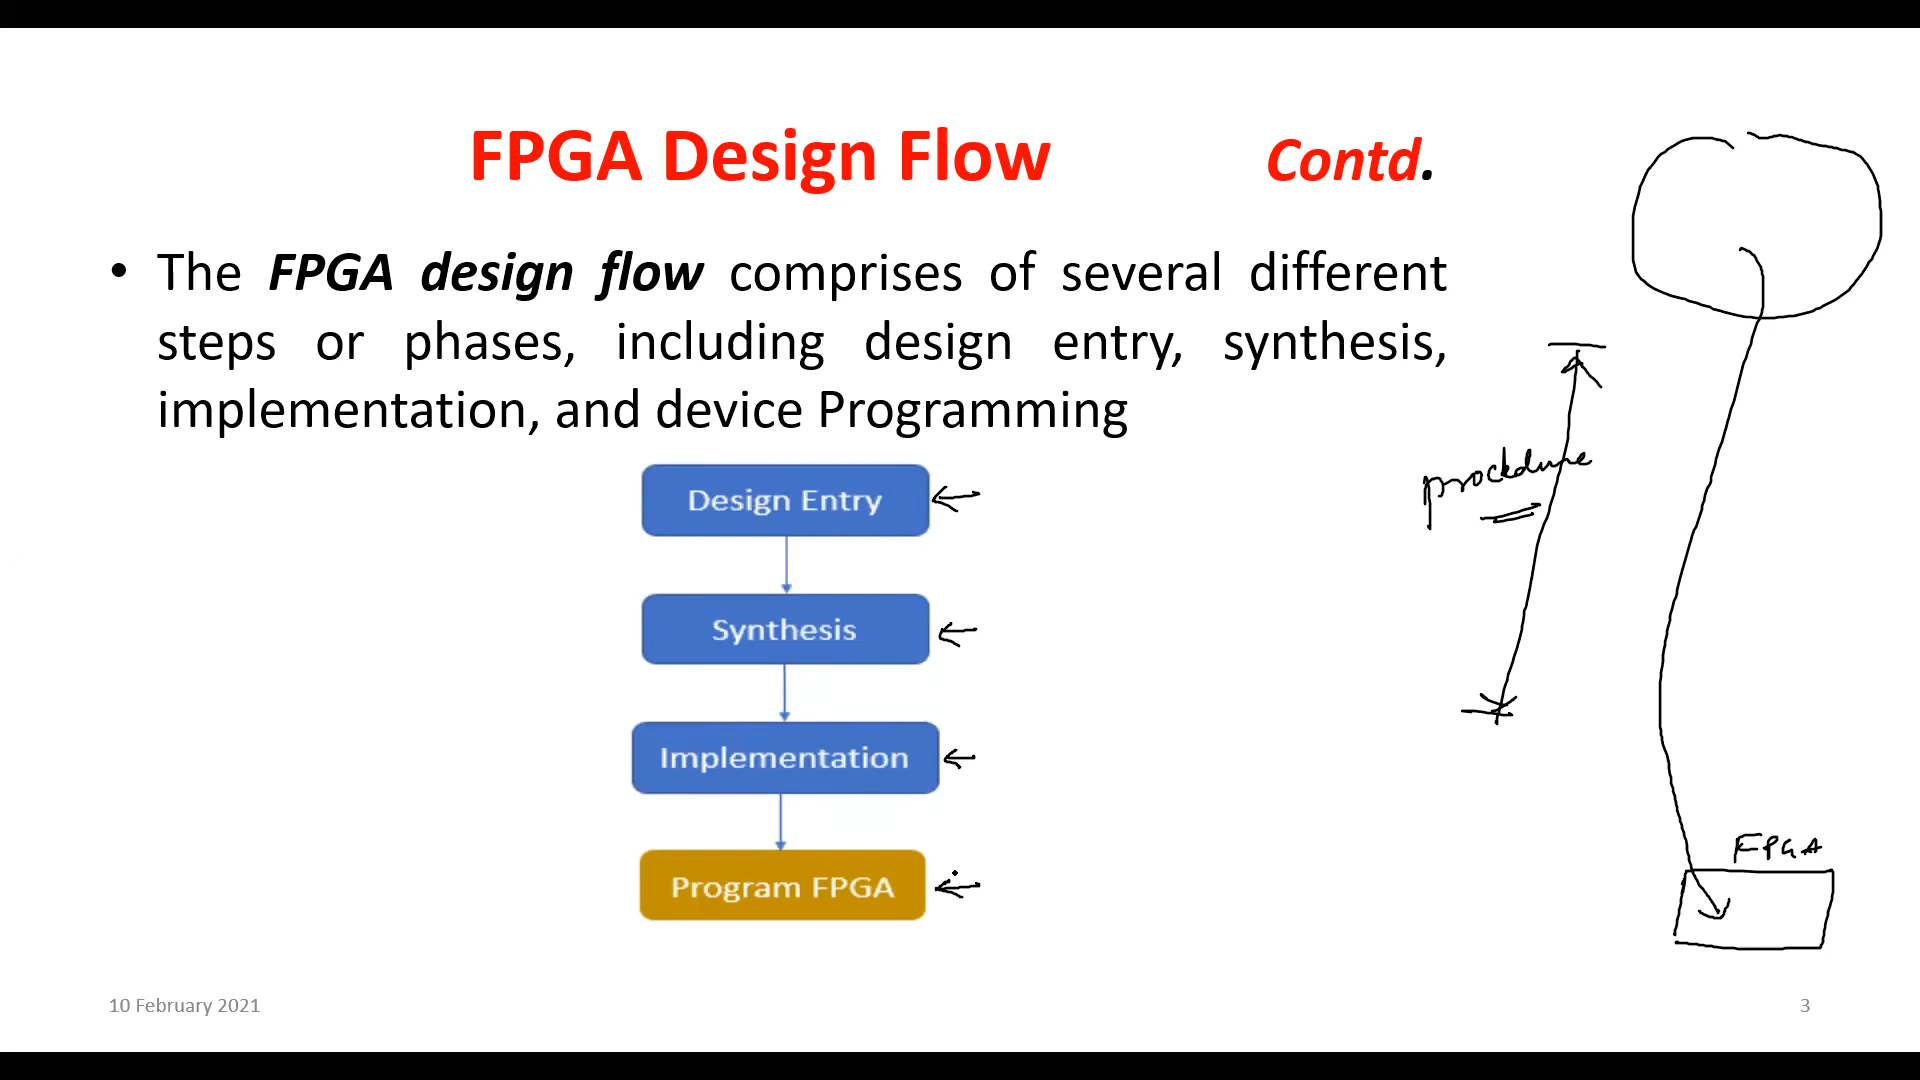 FPGA Design Flow Contd.
• The FPGA design flow comprises of several different
steps or phases, including design entry, synthesis,
implementation, and device Programming
procedure
Design Entry
Synthesis
Implementation
FPGA
Program FPGA
10 February 2021
3